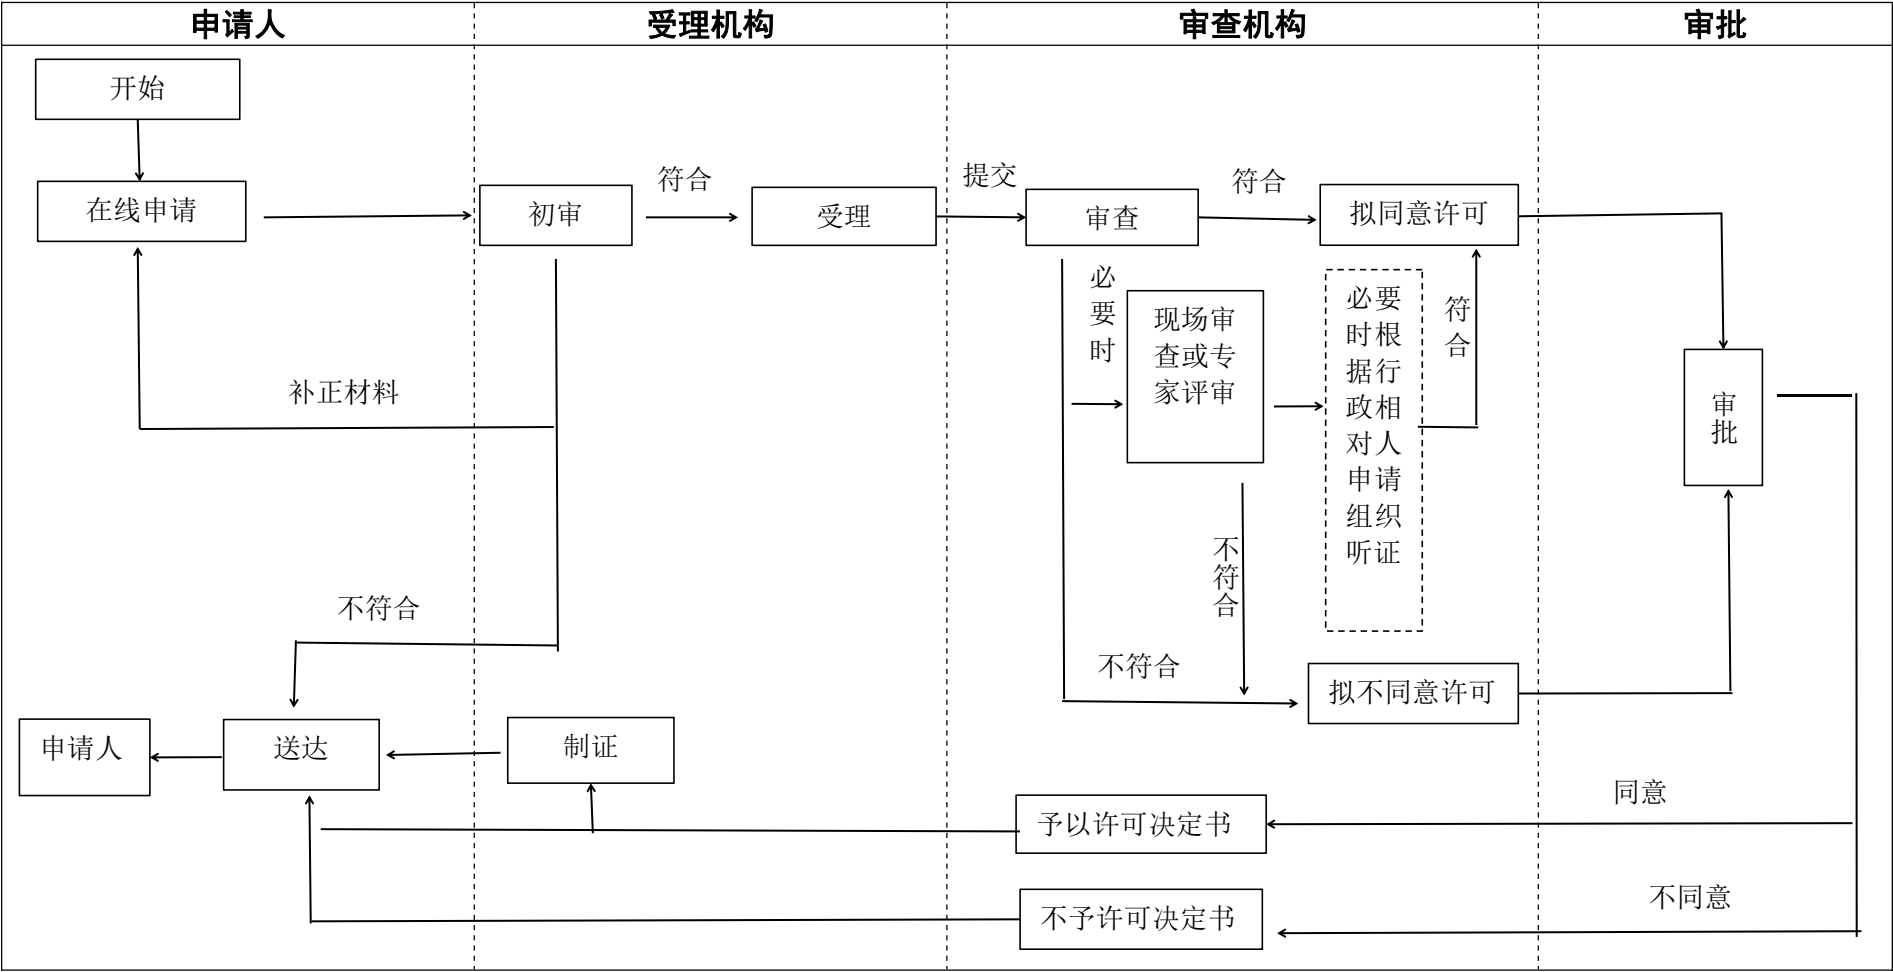 申请人
受理机构
审查机构
审批
开始
在线申请
初审
符合
受理
提交
审查
符合
拟同意许可
必
要
时
现场审
查或专
家评审
必要
时根
据行
政相
对人
申请
组织
听证
符
合
审
批
补正材料
不符合
不
符
合
不符合
拟不同意许可
申请人
送达
制证
同意
予以许可决定书
不同意
不予许可决定书